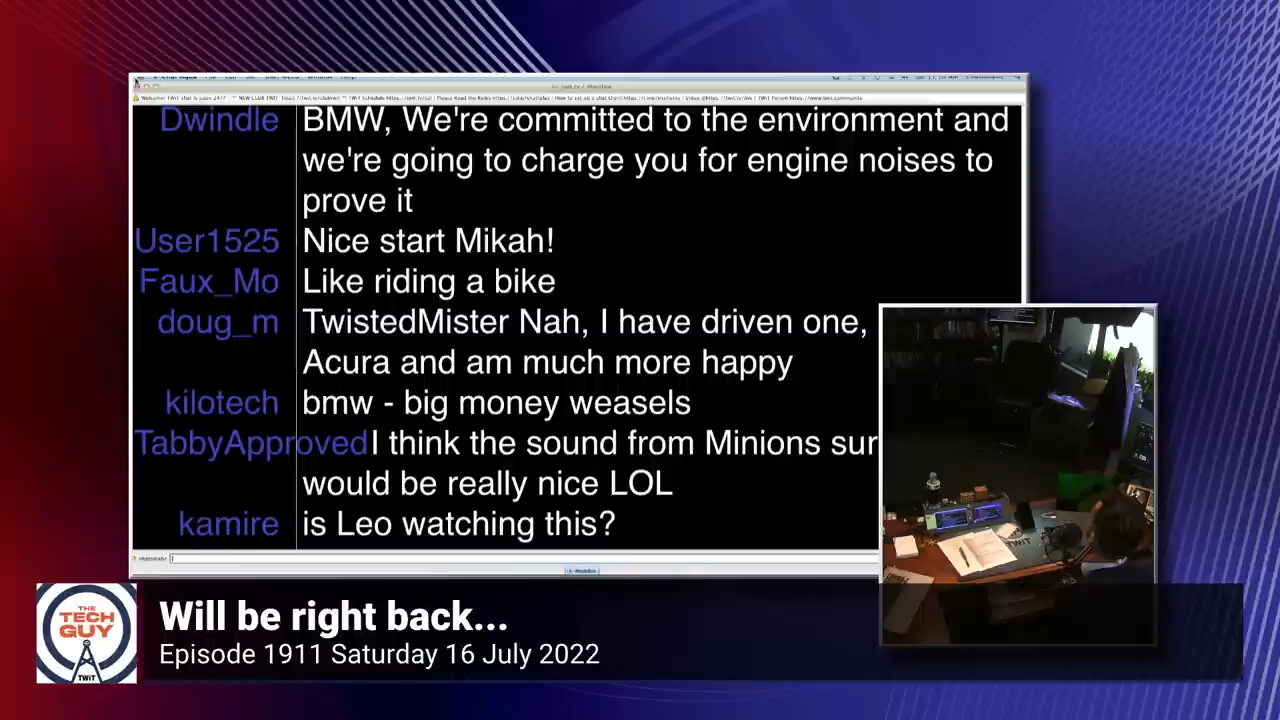 Dwindle BMW, We're committed to the environment and
we're going to charge you for engine noises to
prove it
User1525 Nice start Mikah!
Faux_Mo Like riding a bike
doug_m TwistedMister Nah, I have driven one,
Acura and am much more happy
kilotech bmw - big money weasels
TabbyApproved I think the sound from Minions sur
would be really nice LOL
kamire is Leo watching this?
THE
TECH
GUY
TWiT
Will be right back...
Episode 1911 Saturday 16 July 2022